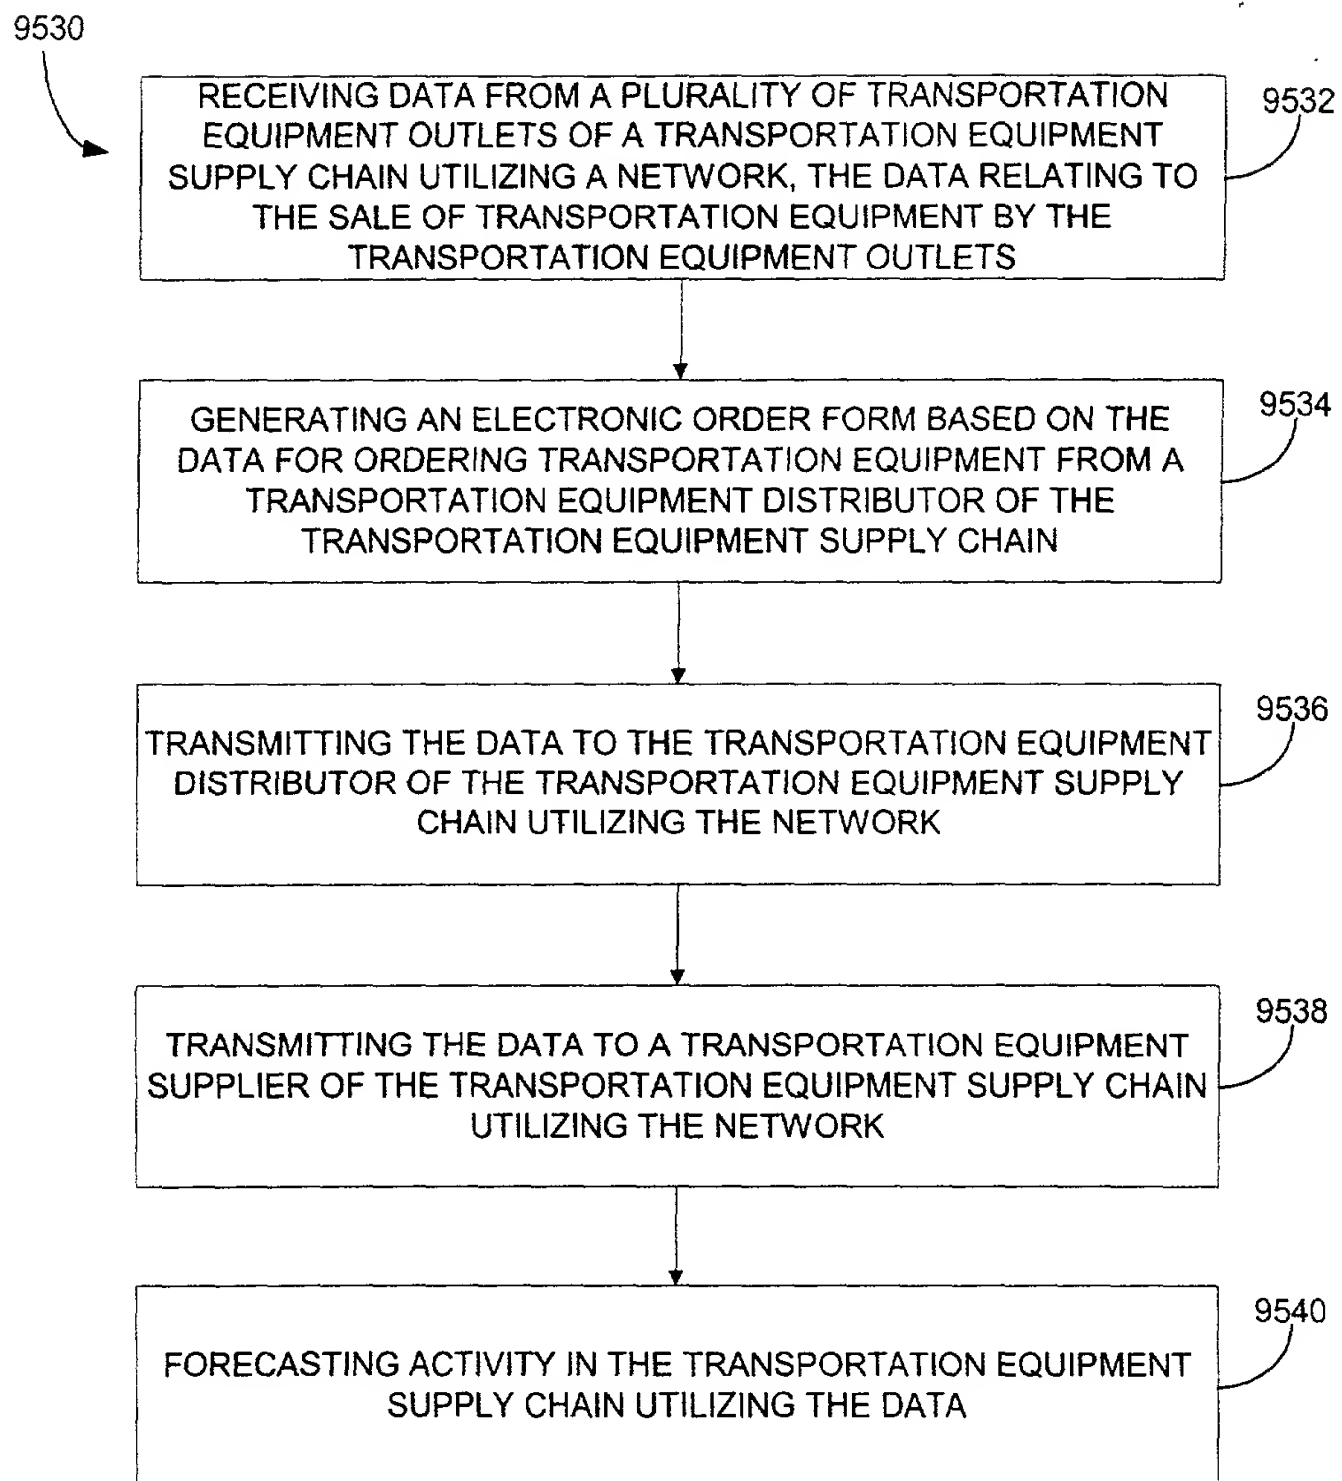 9530
RECEIVING DATA FROM A PLURALITY OF TRANSPORTATION
EQUIPMENT OUTLETS OF A TRANSPORTATION EQUIPMENT
SUPPLY CHAIN UTILIZING A NETWORK, THE DATA RELATING TO
THE SALE OF TRANSPORTATION EQUIPMENT BY THE
TRANSPORTATION EQUIPMENT OUTLETS
9532
GENERATING AN ELECTRONIC ORDER FORM BASED ON THE
DATA FOR ORDERING TRANSPORTATION EQUIPMENT FROM A
TRANSPORTATION EQUIPMENT DISTRIBUTOR OF THE
TRANSPORTATION EQUIPMENT SUPPLY CHAIN
9534
TRANSMITTING THE DATA TO THE TRANSPORTATION EQUIPMENT
DISTRIBUTOR OF THE TRANSPORTATION EQUIPMENT SUPPLY
CHAIN UTILIZING THE NETWORK
9536
TRANSMITTING THE DATA TO A TRANSPORTATION EQUIPMENT
SUPPLIER OF THE TRANSPORTATION EQUIPMENT SUPPLY CHAIN
UTILIZING THE NETWORK
9538
FORECASTING ACTIVITY IN THE TRANSPORTATION EQUIPMENT
SUPPLY CHAIN UTILIZING THE DATA
9540